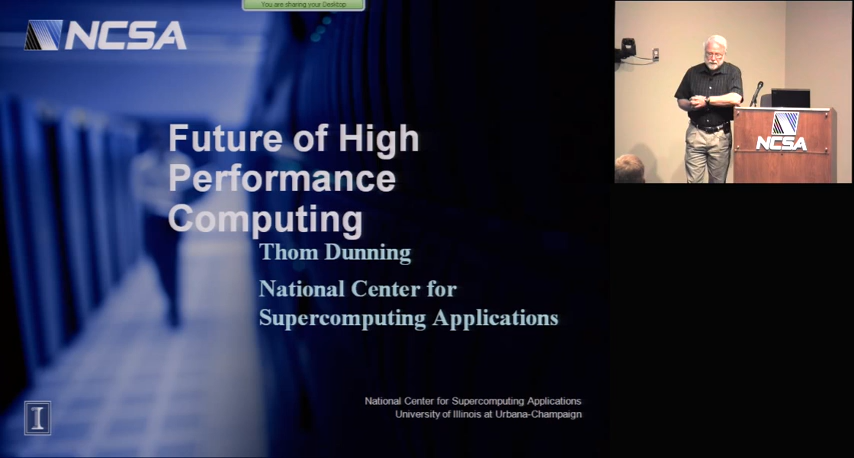 You are sharing your Desktop
NCSA
Future of High
Performance
Computing
Thom Dunning
National Center for
Supercomputing Applications
National Center for Supercomputing Applications
University of Illinois at Urbana-Champaign
I
NCSA